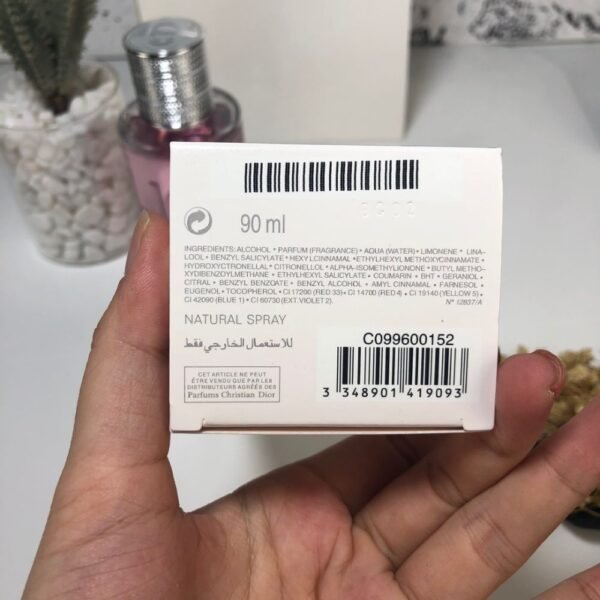 90 ml
INGREDIENTS: ALCOHOL • PARFUM (FRAGRANCE) • AQUA (WATER) • LIMONENE • LINA-
LOOL • BENZYL SALICYLATE • HEXYL CINNAMAL • ETHYLHEXYL METHOXYCINNAMATE •
HYDROXYCITRONELLAL • CITRONELLOL • ALPHA-ISOMETHYL IONONE • BUTYL METHO-
XYDIBENZOYLMETHANE • ETHYLHEXYL SALICYLATE • COUMARIN • BHT • GERANIOL •
CITRAL • BENZYL BENZOATE • BENZYL ALCOHOL • AMYL CINNAMAL • FARNESOL •
EUGENOL • TOCOPHEROL • CI 17200 (RED 33) • CI 14700 (RED 4) • CI 19140 (YELLOW 5) •
CI 42090 (BLUE 1) • CI 60730 (EXT. VIOLET 2).
N° 12837/A
NATURAL SPRAY
للاستعمال الخارجي فقط
CET ARTICLE NE PEUT
ÊTRE VENDU QUE PAR LES
DISTRIBUTEURS AGRÉÉS DES
Parfums Christian Dior
C099600152
3 348901 419093